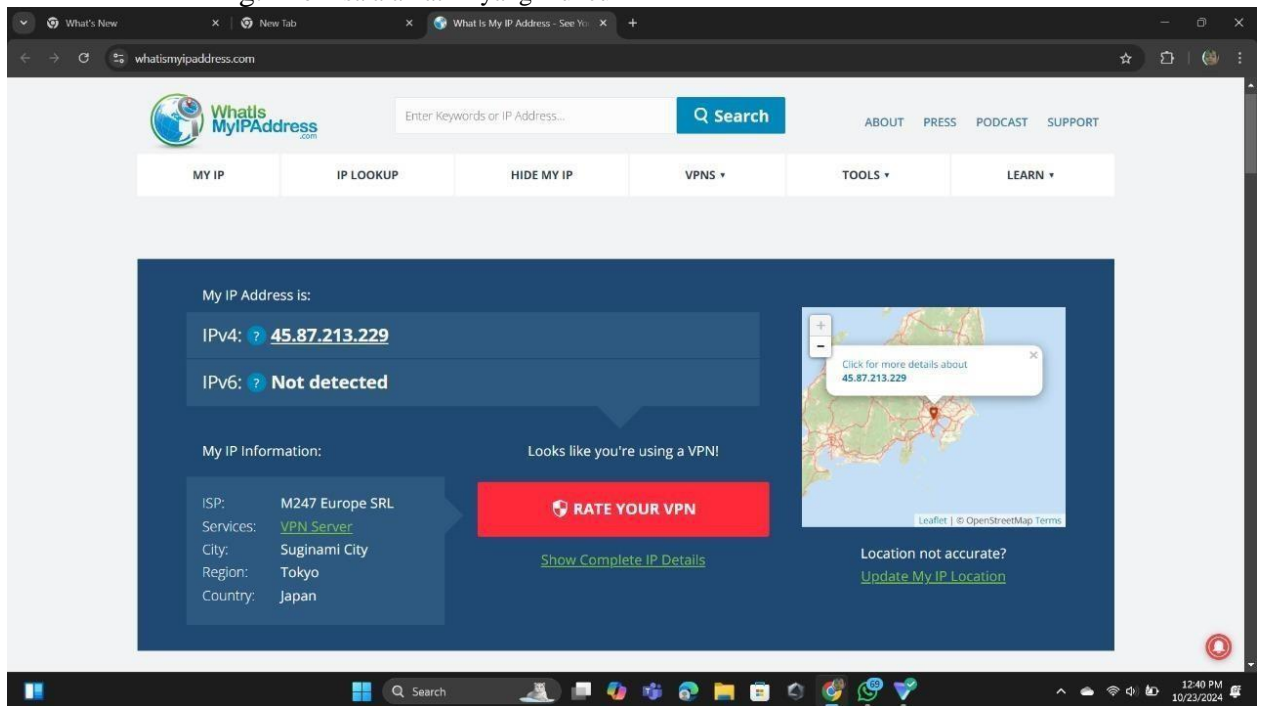 What's New
New Tab
What Is My IP Address - See Yo
whatismyipaddress.com
WhatIs
MyIPAddress
.com
Enter Keywords or IP Address...
Search
ABOUT PRESS PODCAST SUPPORT
MY IP IP LOOKUP HIDE MY IP VPNS TOOLS LEARN
My IP Address is:
IPv4: ? 45.87.213.229
IPv6: ? Not detected
Click for more details about
45.87.213.229
My IP Information:
Looks like you're using a VPN!
ISP: M247 Europe SRL
Services: VPN Server
City: Suginami City
Region: Tokyo
Country: Japan
RATE YOUR VPN
Show Complete IP Details
Leaflet | © OpenStreetMap Terms
Location not accurate?
Update My IP Location
Search
69
12:40 PM
10/23/2024